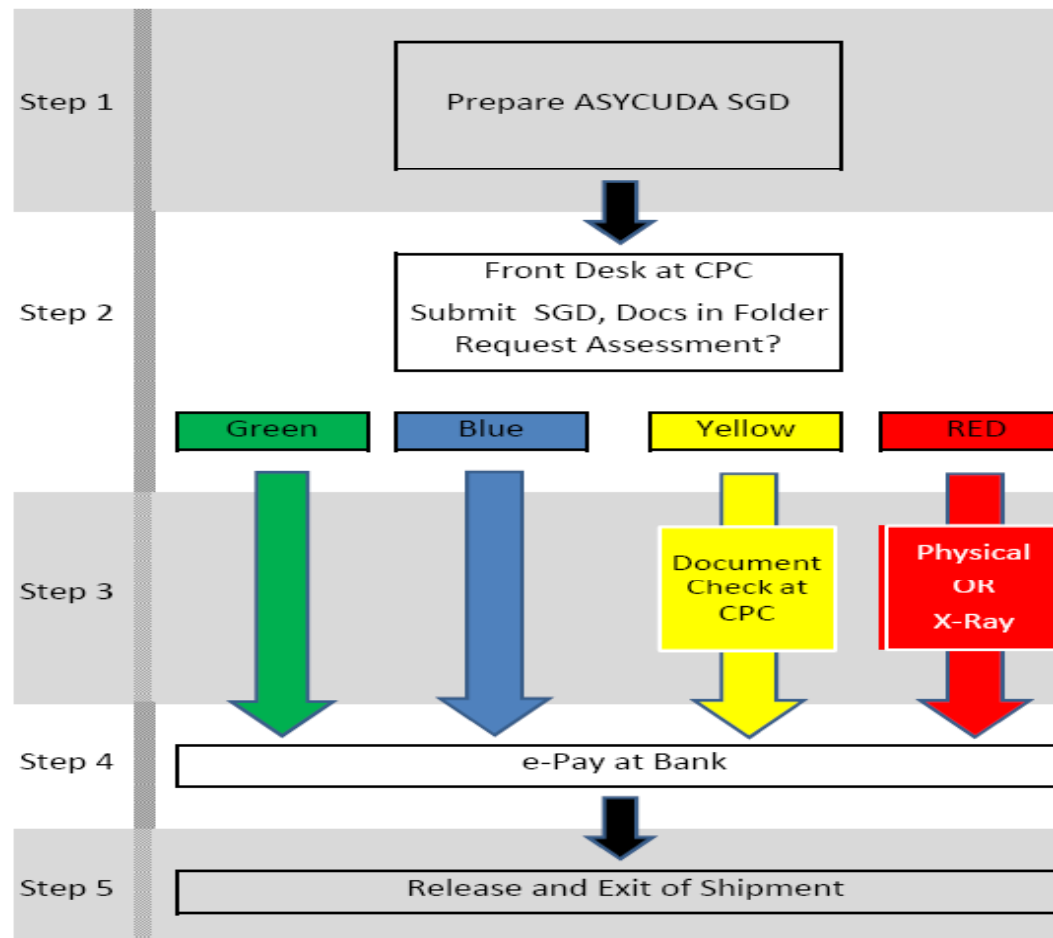 Step 1
Prepare ASYCUDA SGD
Step 2
Front Desk at CPC
Submit SGD, Docs in Folder
Request Assessment?
Green
Blue
Yellow
RED
Step 3
Document
Check at
CPC
Physical
OR
X-Ray
Step 4
e-Pay at Bank
Step 5
Release and Exit of Shipment